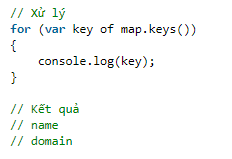 // Xử lý
for (var key of map.keys())
{
    console.log(key);
}
// Kết quả
// name
// domain